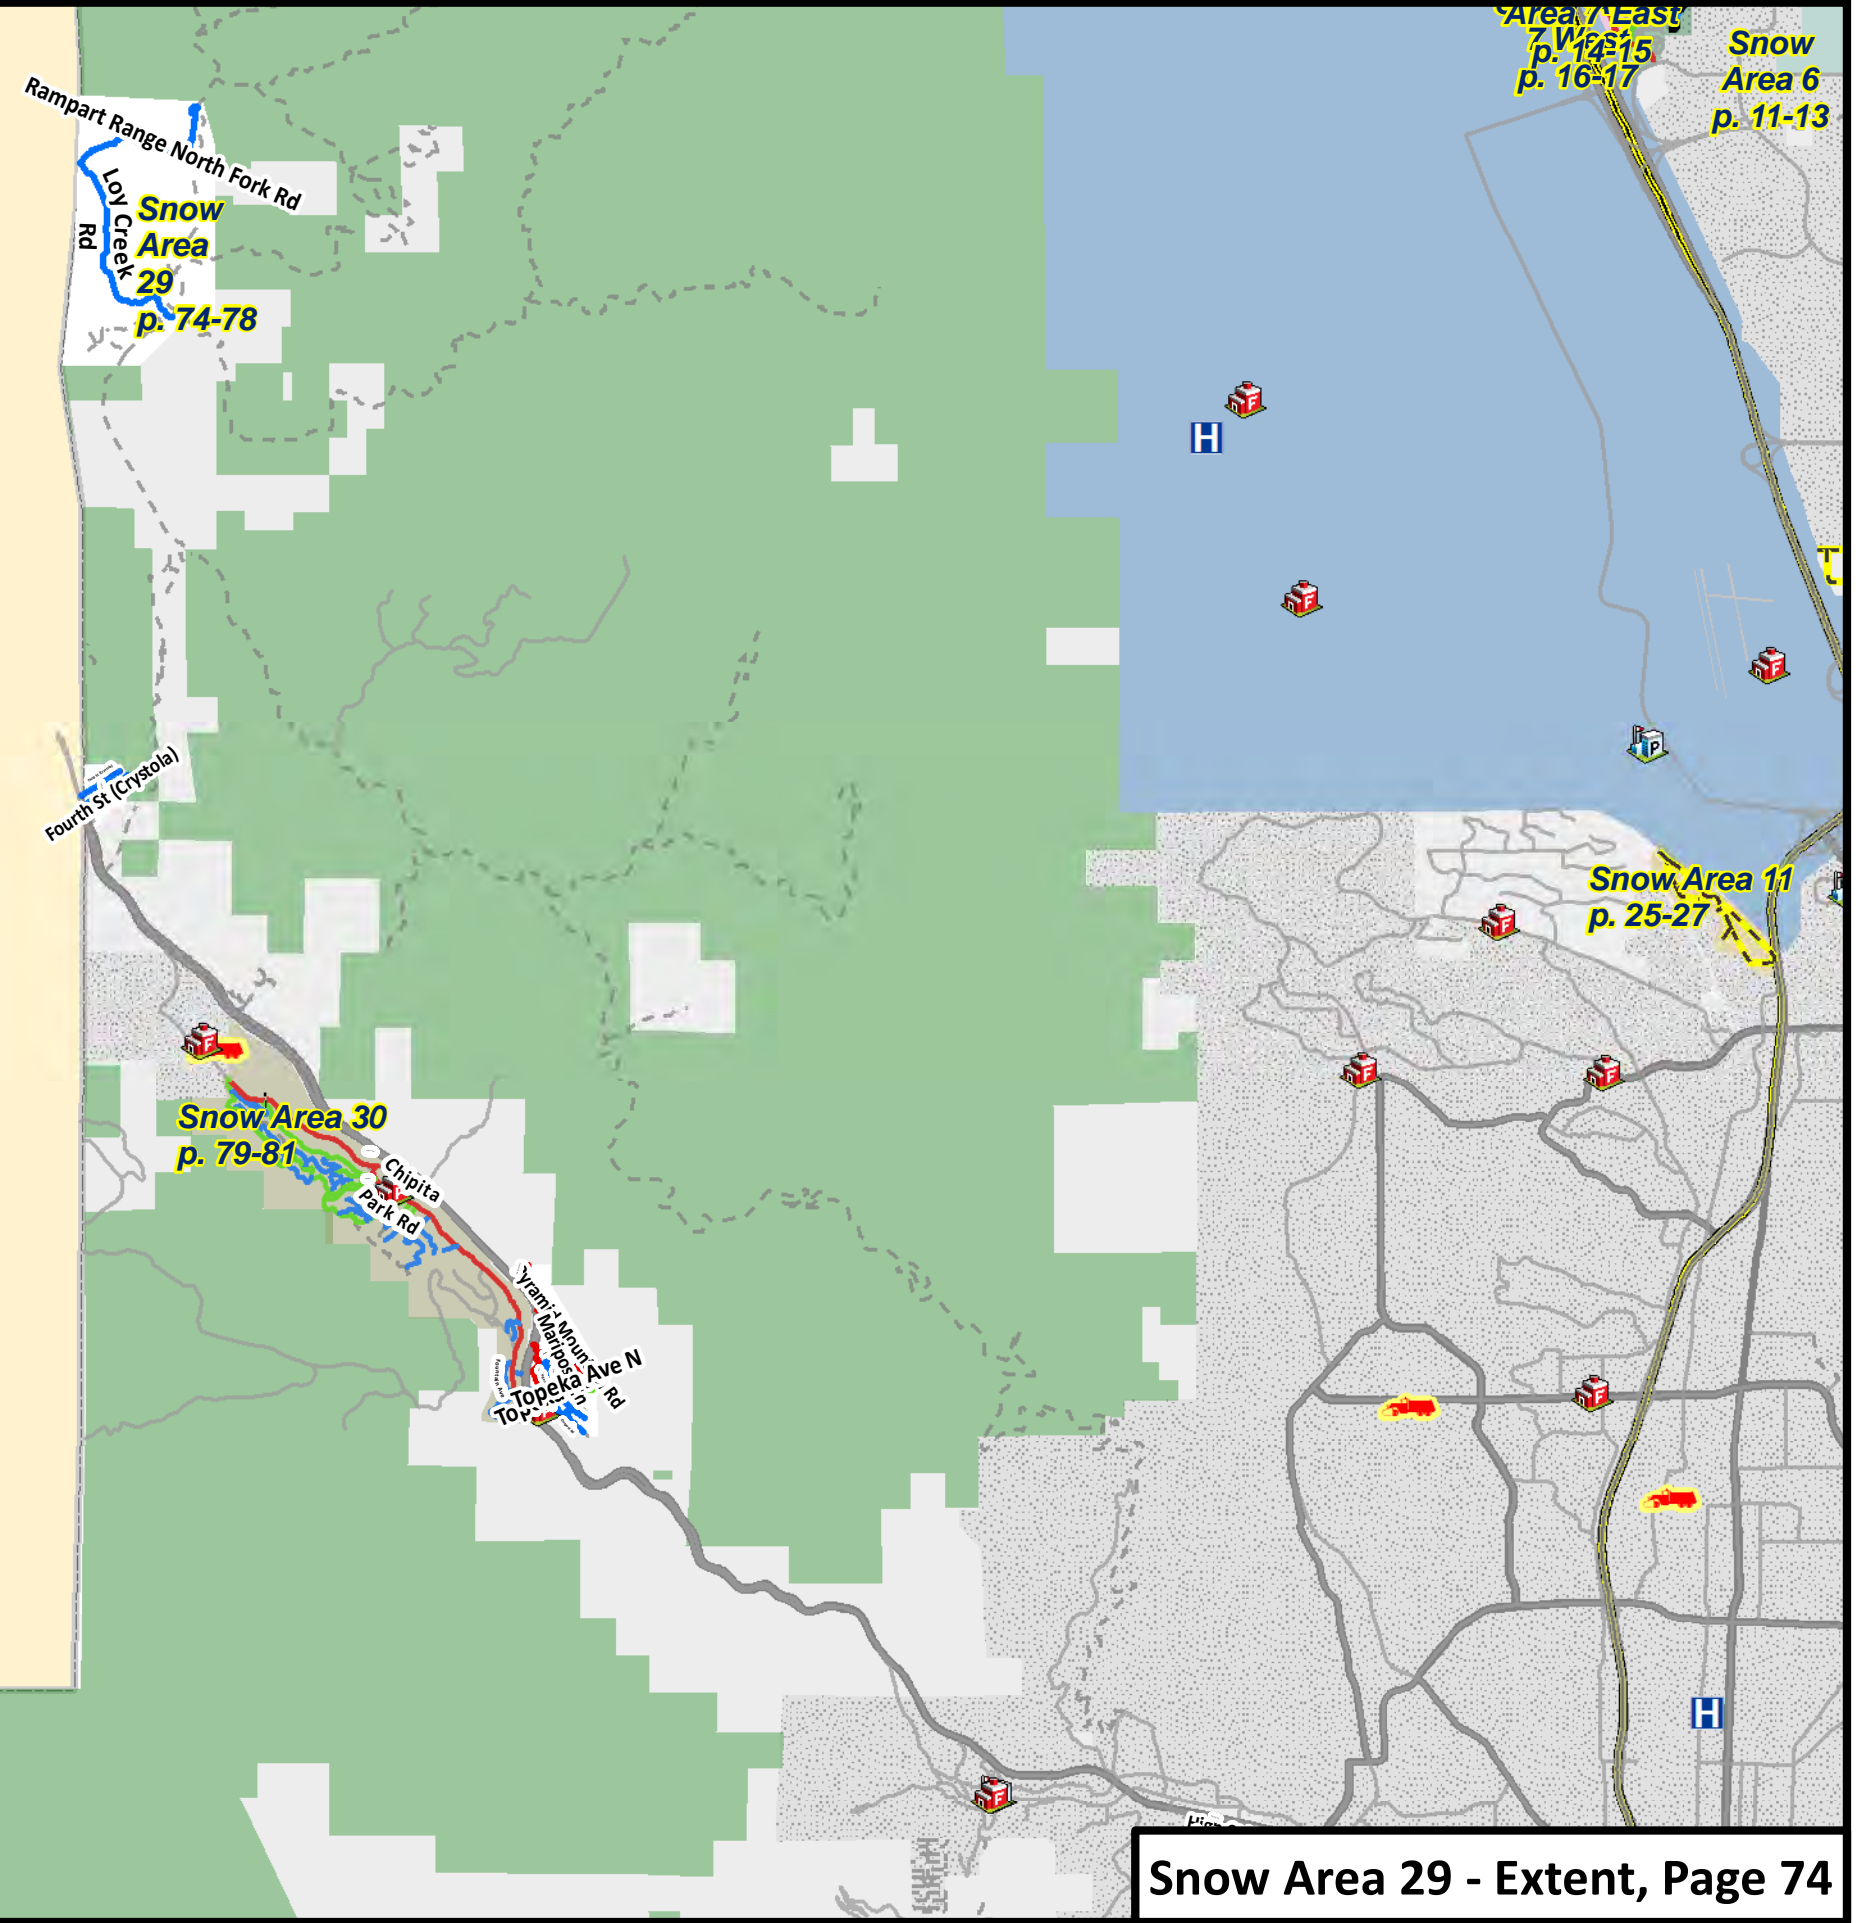 Area 7 East
7 West
p. 14-15
p. 16-17
Snow
Area 6
p. 11-13
Rampart Range North Fork Rd
Loy Creek
Rd
Snow
Area
29
p. 74-78
H
F
F
F
P
Fourth St (Crystola)
Snow Area 11
p. 25-27
F
F
F
F
Snow Area 30
p. 79-81
Chipita
Park Rd
Rd
Topeka Ave N
F
H
F
Snow Area 29 - Extent, Page 74